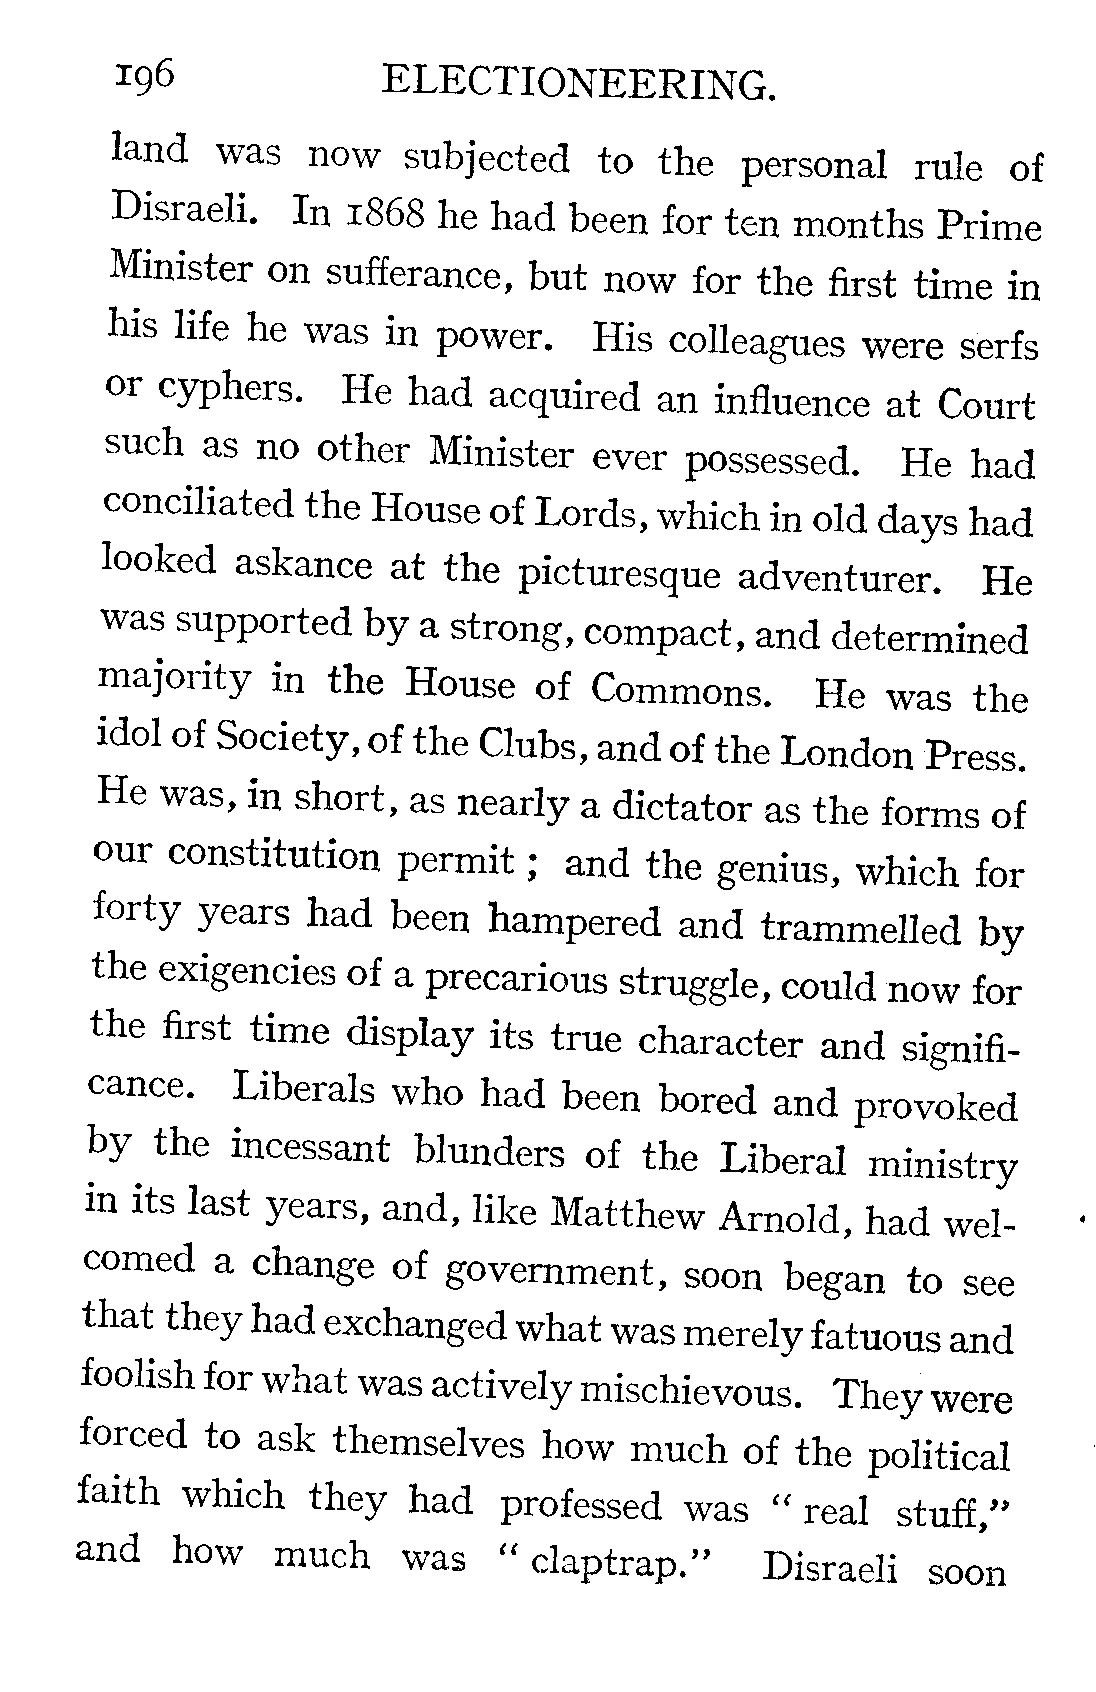 196 ELECTIONEERING.
land was now subjected to the personal rule of
Disraeli. In 1868 he had been for ten months Prime
Minister on sufferance, but now for the first time in
his life he was in power. His colleagues were serfs
or cyphers. He had acquired an influence at Court
such as no other Minister ever possessed. He had
conciliated the House of Lords, which in old days had
looked askance at the picturesque adventurer. He
was supported by a strong, compact, and determined
majority in the House of Commons. He was the
idol of Society, of the Clubs, and of the London Press.
He was, in short, as nearly a dictator as the forms of
our constitution permit ; and the genius, which for
forty years had been hampered and trammelled by
the exigencies of a precarious struggle, could now for
the first time display its true character and signifi-
cance. Liberals who had been bored and provoked
by the incessant blunders of the Liberal ministry
in its last years, and, like Matthew Arnold, had wel-
comed a change of government, soon began to see
that they had exchanged what was merely fatuous and
foolish for what was actively mischievous. They were
forced to ask themselves how much of the political
faith which they had professed was “ real stuff,”
and how much was “ claptrap.” Disraeli soon